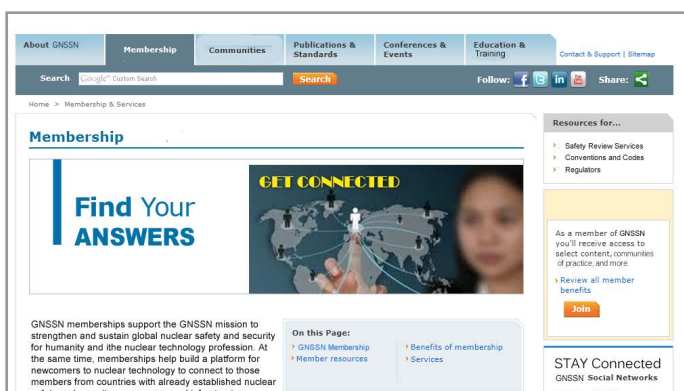 About GNSSN
Membership
Communities
Publications &
Standards
Conferences &
Events
Education &
Training
Contact & Support | Sitemap
Search
Google™ Custom Search
Search
Follow:
Share:
Home > Membership & Services
Membership
Find Your
ANSWERS
GET CONNECTED
GNSSN memberships support the GNSSN mission to
strengthen and sustain global nuclear safety and security
for humanity and ithe nuclear technology profession. At
the same time, memberships help build a platform for
newcomers to nuclear technology to connect to those
members from countries with already established nuclear
On this Page:
GNSSN Membership
Member resources
Benefits of membership
Services
Resources for...
Safety Review Services
Conventions and Codes
Regulators
As a member of GNSSN
you'll receive access to
select content, communities
of practice, and more.
Review all member
benefits
Join
STAY Connected
GNSSN Social Networks